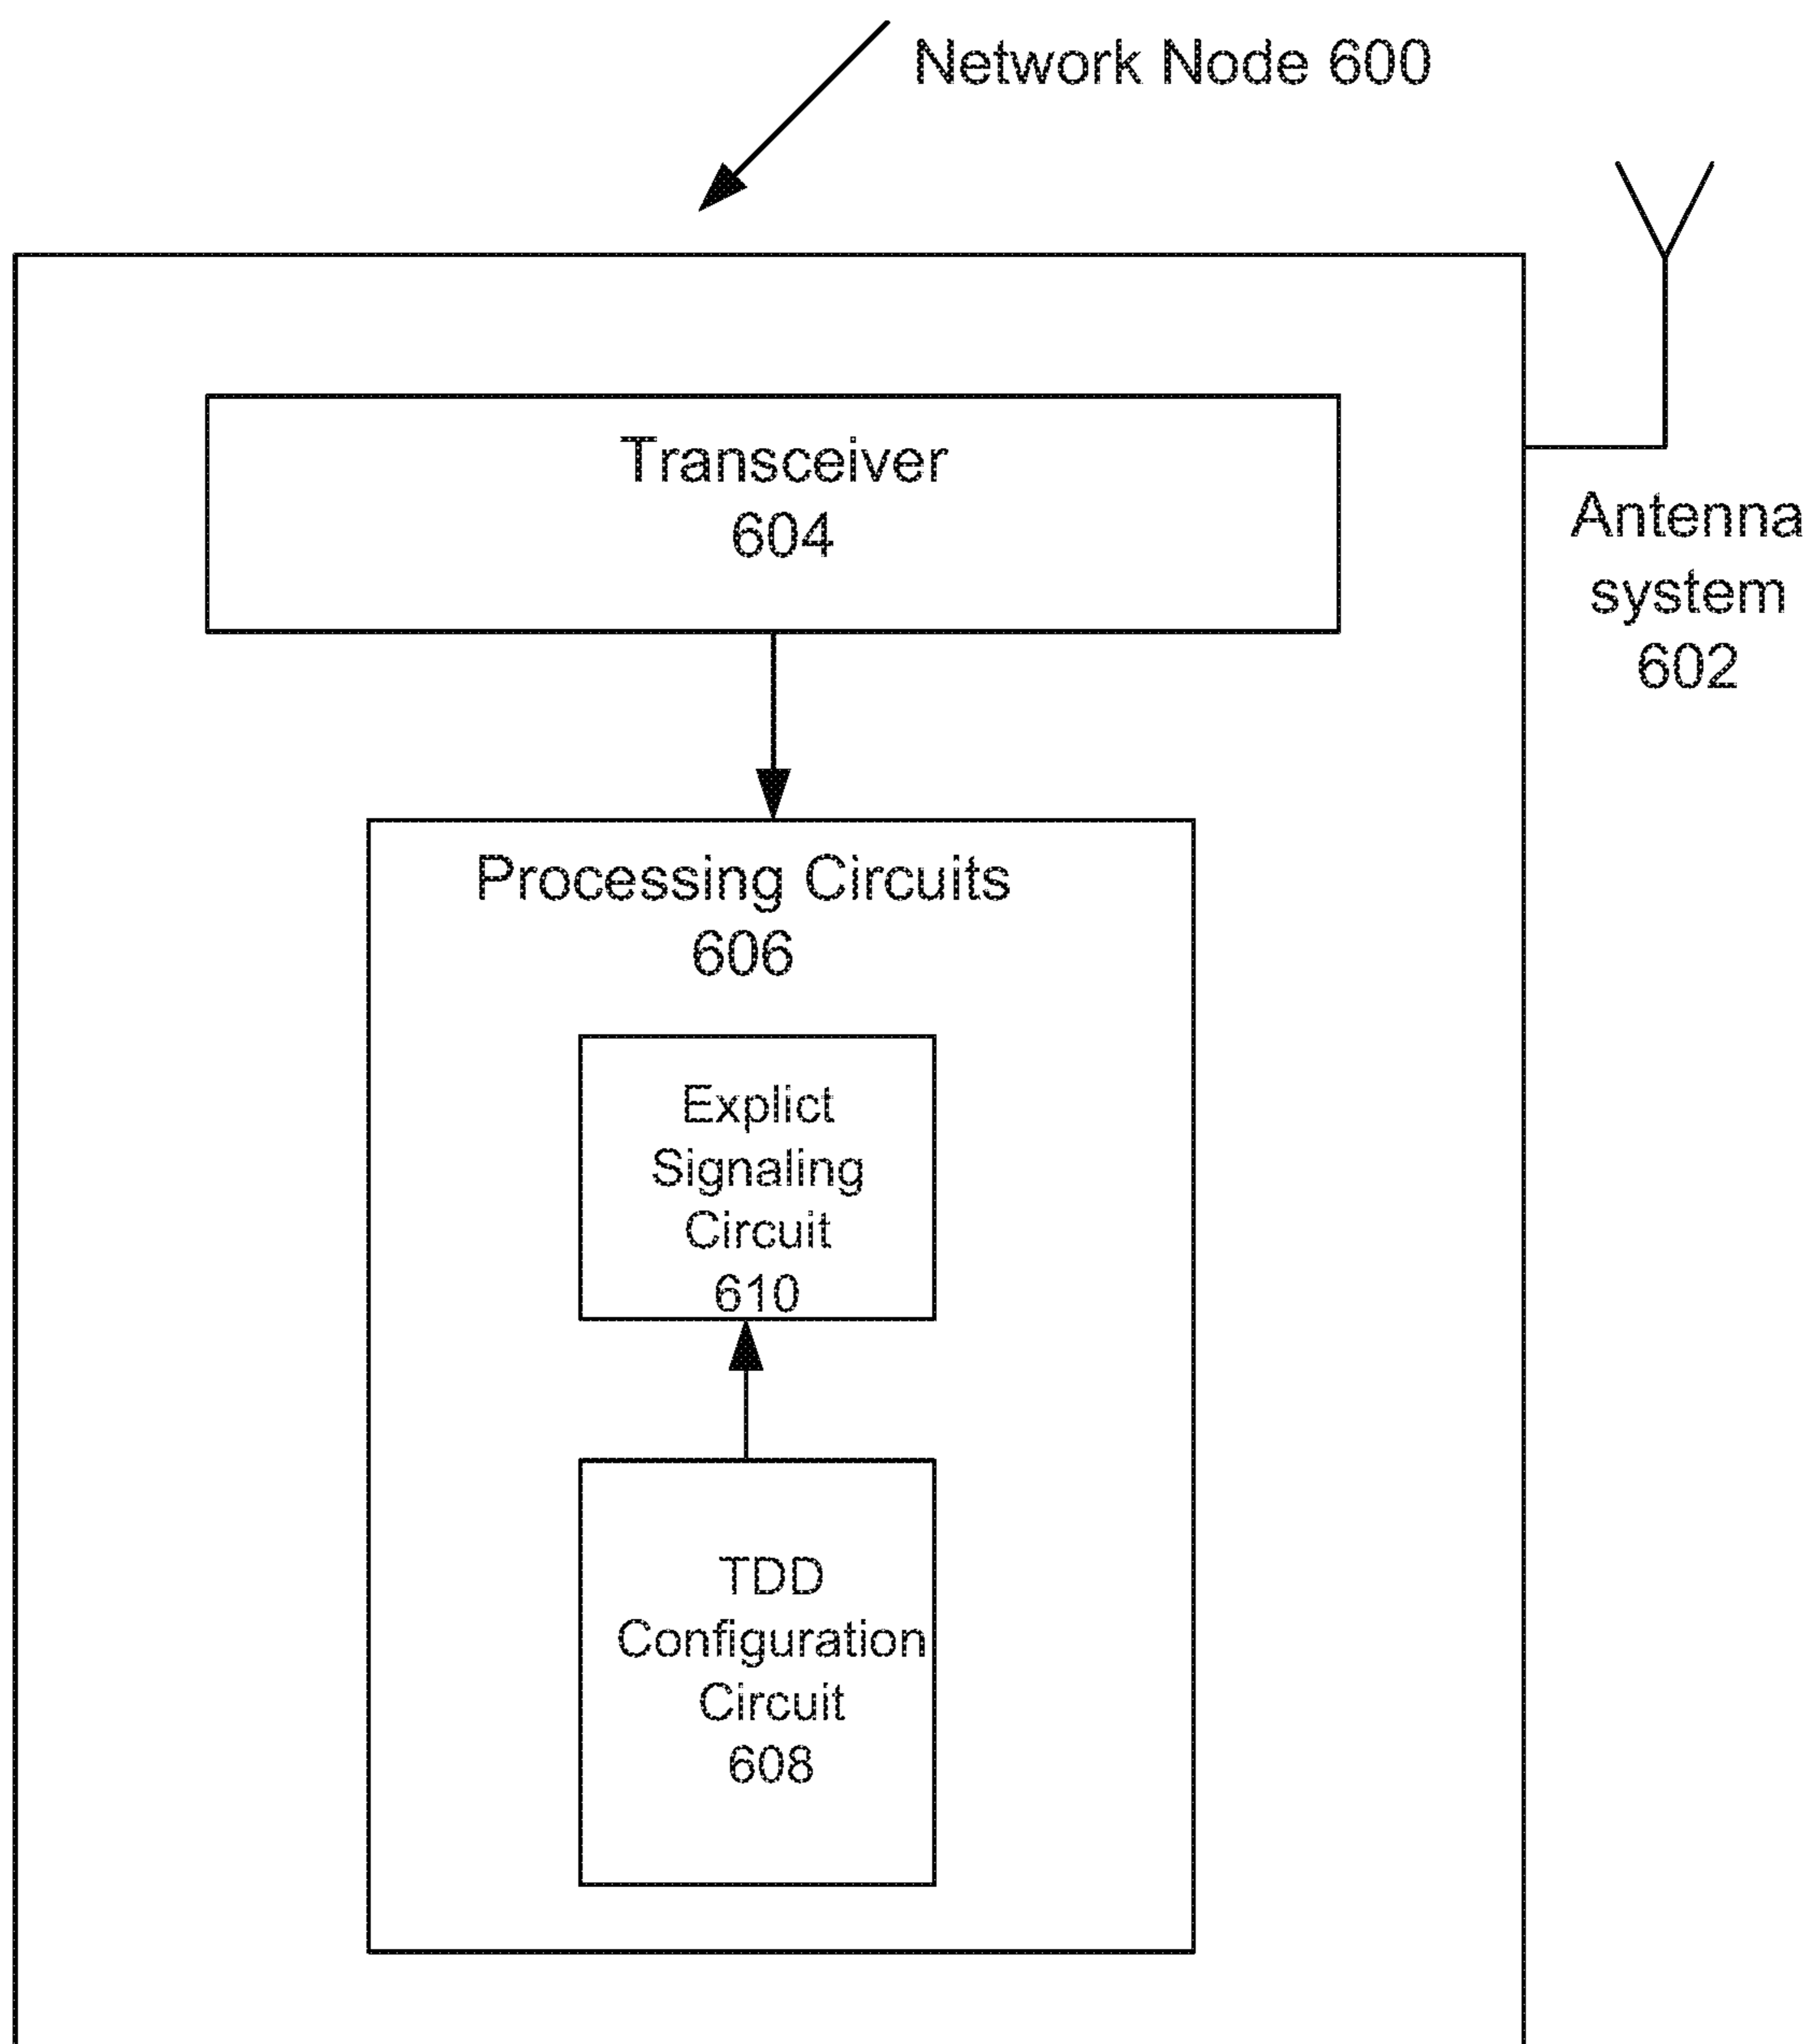 Network Node 600
Transceiver
604
Antenna
system
602
Processing Circuits
606
Explict
Signaling
Circuit
610
TDD
Configuration
Circuit
608